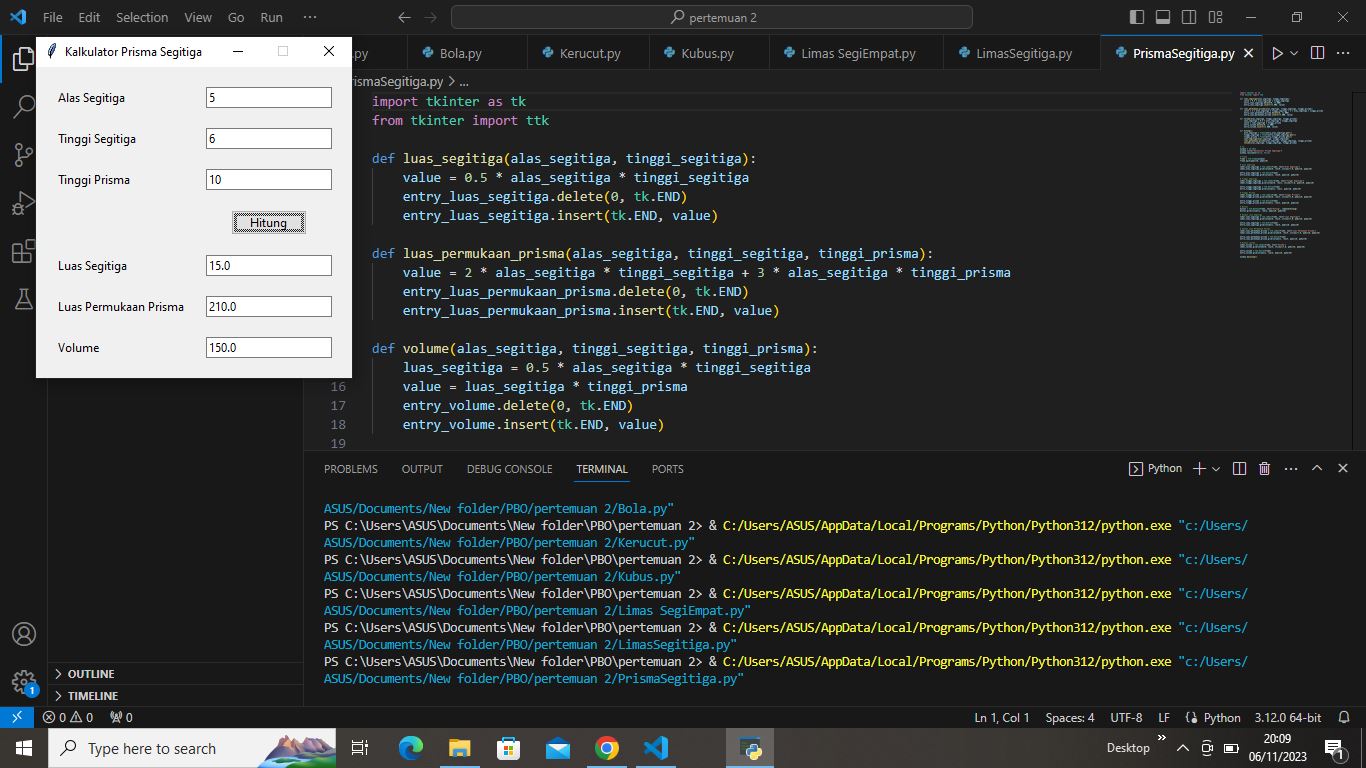 File Edit Selection View Go Run ···
pertemuan 2
Kalkulator Prisma Segitiga
Alas Segitiga 5
Tinggi Segitiga 6
Tinggi Prisma 10
Hitung
Luas Segitiga 15.0
Luas Permukaan Prisma 210.0
Volume 150.0
.py Bola.py Kerucut.py Kubus.py Limas SegiEmpat.py LimasSegitiga.py PrismaSegitiga.py
rismaSegitiga.py > ...
import tkinter as tk
from tkinter import ttk
def luas_segitiga(alas_segitiga, tinggi_segitiga):
value = 0.5 * alas_segitiga * tinggi_segitiga
entry_luas_segitiga.delete(0, tk.END)
entry_luas_segitiga.insert(tk.END, value)
def luas_permukaan_prisma(alas_segitiga, tinggi_segitiga, tinggi_prisma):
value = 2 * alas_segitiga * tinggi_segitiga + 3 * alas_segitiga * tinggi_prisma
entry_luas_permukaan_prisma.delete(0, tk.END)
entry_luas_permukaan_prisma.insert(tk.END, value)
def volume(alas_segitiga, tinggi_segitiga, tinggi_prisma):
luas_segitiga = 0.5 * alas_segitiga * tinggi_segitiga
16 value = luas_segitiga * tinggi_prisma
17 entry_volume.delete(0, tk.END)
18 entry_volume.insert(tk.END, value)
19
PROBLEMS OUTPUT DEBUG CONSOLE TERMINAL PORTS
Python
ASUS/Documents/New folder/PBO/pertemuan 2/Bola.py"
PS C:\Users\ASUS\Documents\New folder\PBO\pertemuan 2> & C:/Users/ASUS/AppData/Local/Programs/Python/Python312/python.exe "c:/Users/
ASUS/Documents/New folder/PBO/pertemuan 2/Kerucut.py"
PS C:\Users\ASUS\Documents\New folder\PBO\pertemuan 2> & C:/Users/ASUS/AppData/Local/Programs/Python/Python312/python.exe "c:/Users/
ASUS/Documents/New folder/PBO/pertemuan 2/Kubus.py"
PS C:\Users\ASUS\Documents\New folder\PBO\pertemuan 2> & C:/Users/ASUS/AppData/Local/Programs/Python/Python312/python.exe "c:/Users/
ASUS/Documents/New folder/PBO/pertemuan 2/Limas SegiEmpat.py"
PS C:\Users\ASUS\Documents\New folder\PBO\pertemuan 2> & C:/Users/ASUS/AppData/Local/Programs/Python/Python312/python.exe "c:/Users/
ASUS/Documents/New folder/PBO/pertemuan 2/LimasSegitiga.py"
PS C:\Users\ASUS\Documents\New folder\PBO\pertemuan 2> & C:/Users/ASUS/AppData/Local/Programs/Python/Python312/python.exe "c:/Users/
ASUS/Documents/New folder/PBO/pertemuan 2/PrismaSegitiga.py"
OUTLINE
TIMELINE
1
0 0 0
Ln 1, Col 1 Spaces: 4 UTF-8 LF Python 3.12.0 64-bit
Type here to search
Desktop
20:09
06/11/2023
1